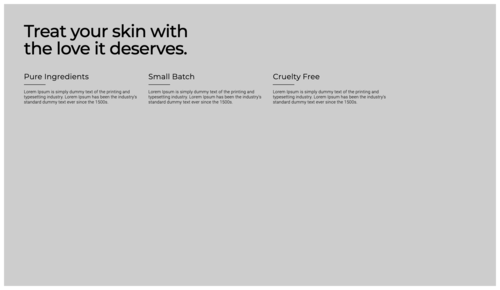 Treat your skin with
the love it deserves.
Pure Ingredients
Lorem Ipsum is simply dummy text of the printing and
typesetting industry. Lorem Ipsum has been the industry's
standard dummy text ever since the 1500s.
Small Batch
Lorem Ipsum is simply dummy text of the printing and
typesetting industry. Lorem Ipsum has been the industry's
standard dummy text ever since the 1500s.
Cruelty Free
Lorem Ipsum is simply dummy text of the printing and
typesetting industry. Lorem Ipsum has been the industry's
standard dummy text ever since the 1500s.